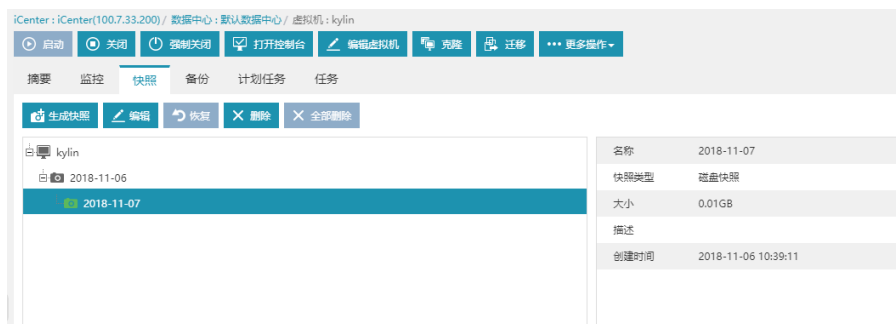 iCenter : iCenter(100.7.33.200) / 数据中心 : 默认数据中心 / 虚拟机 : kylin
启动 关闭 强制关闭 打开控制台 编辑虚拟机 克隆 迁移 ••• 更多操作
摘要 监控 快照 备份 计划任务 任务
生成快照 编辑 恢复 删除 全部删除
kylin
2018-11-06
2018-11-07
名称 2018-11-07
快照类型 磁盘快照
大小 0.01GB
描述
创建时间 2018-11-06 10:39:11